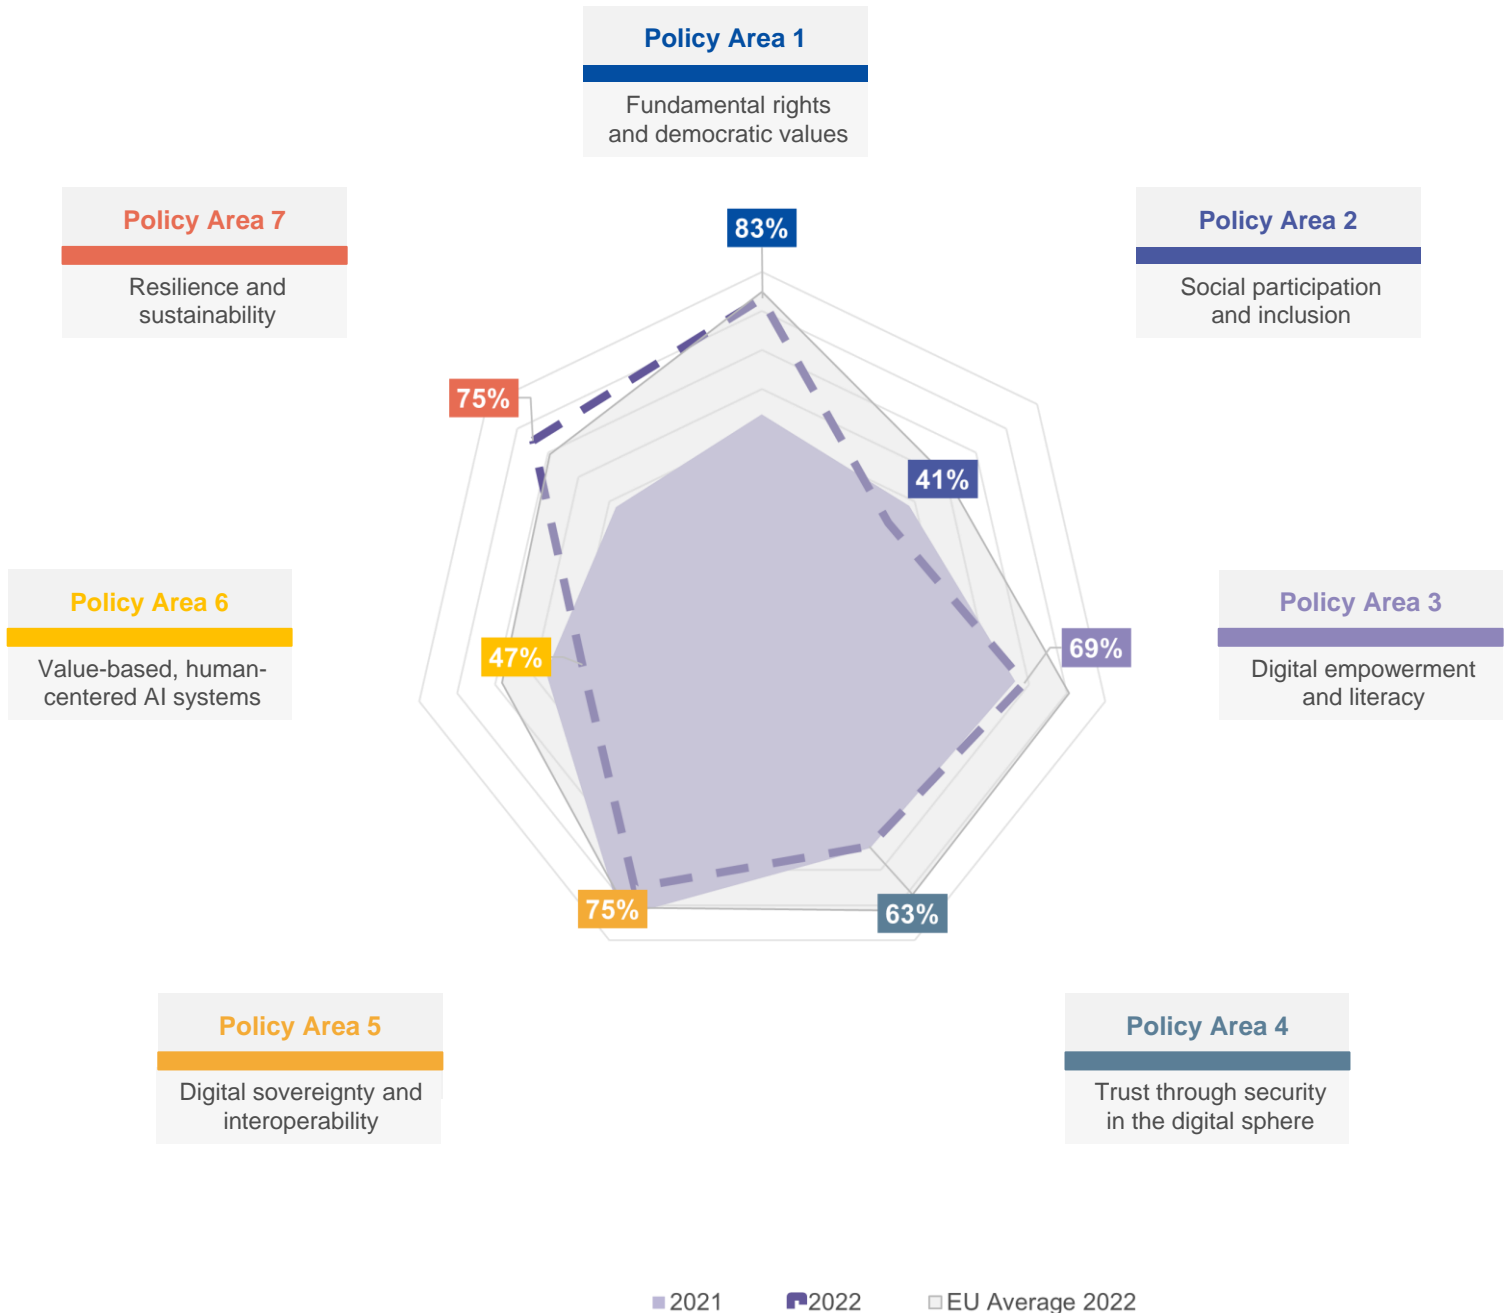 Policy Area 1
Fundamental rights
and democratic values
Policy Area 7
Resilience and
sustainability
83%
Policy Area 2
Social participation
and inclusion
75%
41%
Policy Area 6
Value-based, human-
centered AI systems
47%
69%
Policy Area 3
Digital empowerment
and literacy
75%
63%
Policy Area 5
Digital sovereignty and
interoperability
Policy Area 4
Trust through security
in the digital sphere
2021
2022
EU Average 2022